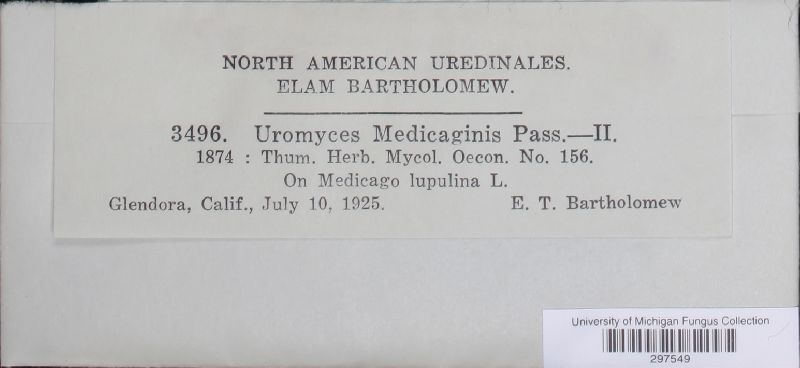 NORTH AMERICAN UREDINALES.
ELAM BARTHOLOMEW.
3496. Uromyces Medicaginis Pass.—II.
1874 : Thum. Herb. Mycol. Oecon. No. 156.
On Medicago lupulina L.
Glendora, Calif., July 10, 1925. E. T. Bartholomew
University of Michigan Fungus Collection
297549